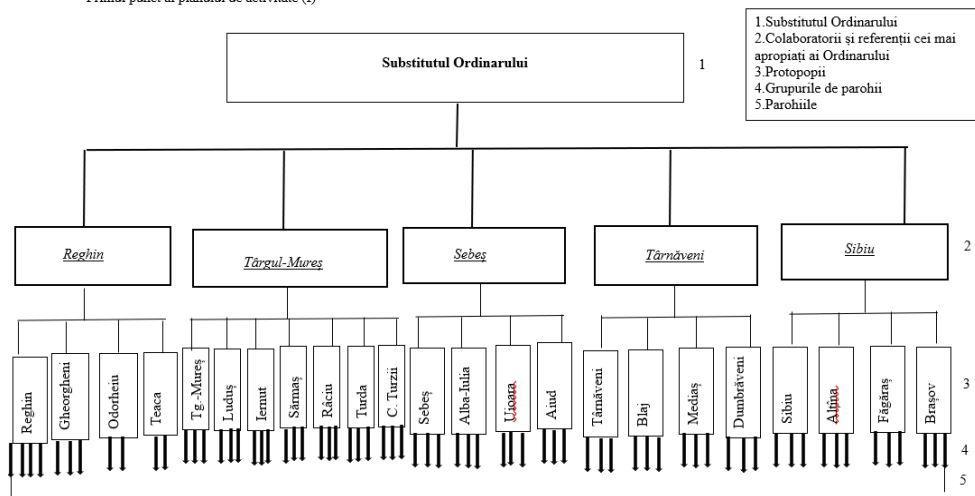 Primul punct al planului de activitate (I)
1.Substitutul Ordinarului
2.Colaboratorii și referenții cei mai
apropiați ai Ordinarului
3.Protopopii
4.Grupurile de parohii
5.Parohiile
Substitutul Ordinarului
1
Reghin
Târgul-Mureș
Sebeș
Târnăveni
Sibiu
2
Reghin
Gheorgheni
Odorheiu
Teaca
Tg.-Mureș
Luduș
Iernut
Sărmaș
Râciu
Turda
C. Turzii
Sebeș
Alba-Iulia
Uioara
Aiud
Târnăveni
Blaj
Mediaș
Dumbrăveni
Sibiu
Alțina
Făgăraș
Brașov
3
4
5